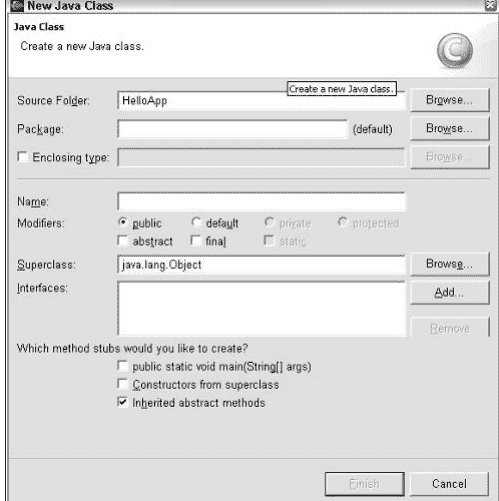 New Java Class
Java Class
Create a new Java class.
C
Create a new Java class.
Source Folder: HelloApp Browse...
Package: (default) Browse...
Enclosing type: Browse...
Name:
Modifiers: public default private protected
abstract final static
Superclass: java.lang.Object Browse...
Interfaces: Add...
Remove
Which method stubs would you like to create?
public static void main(String[] args)
Constructors from superclass
Inherited abstract methods
Finish Cancel